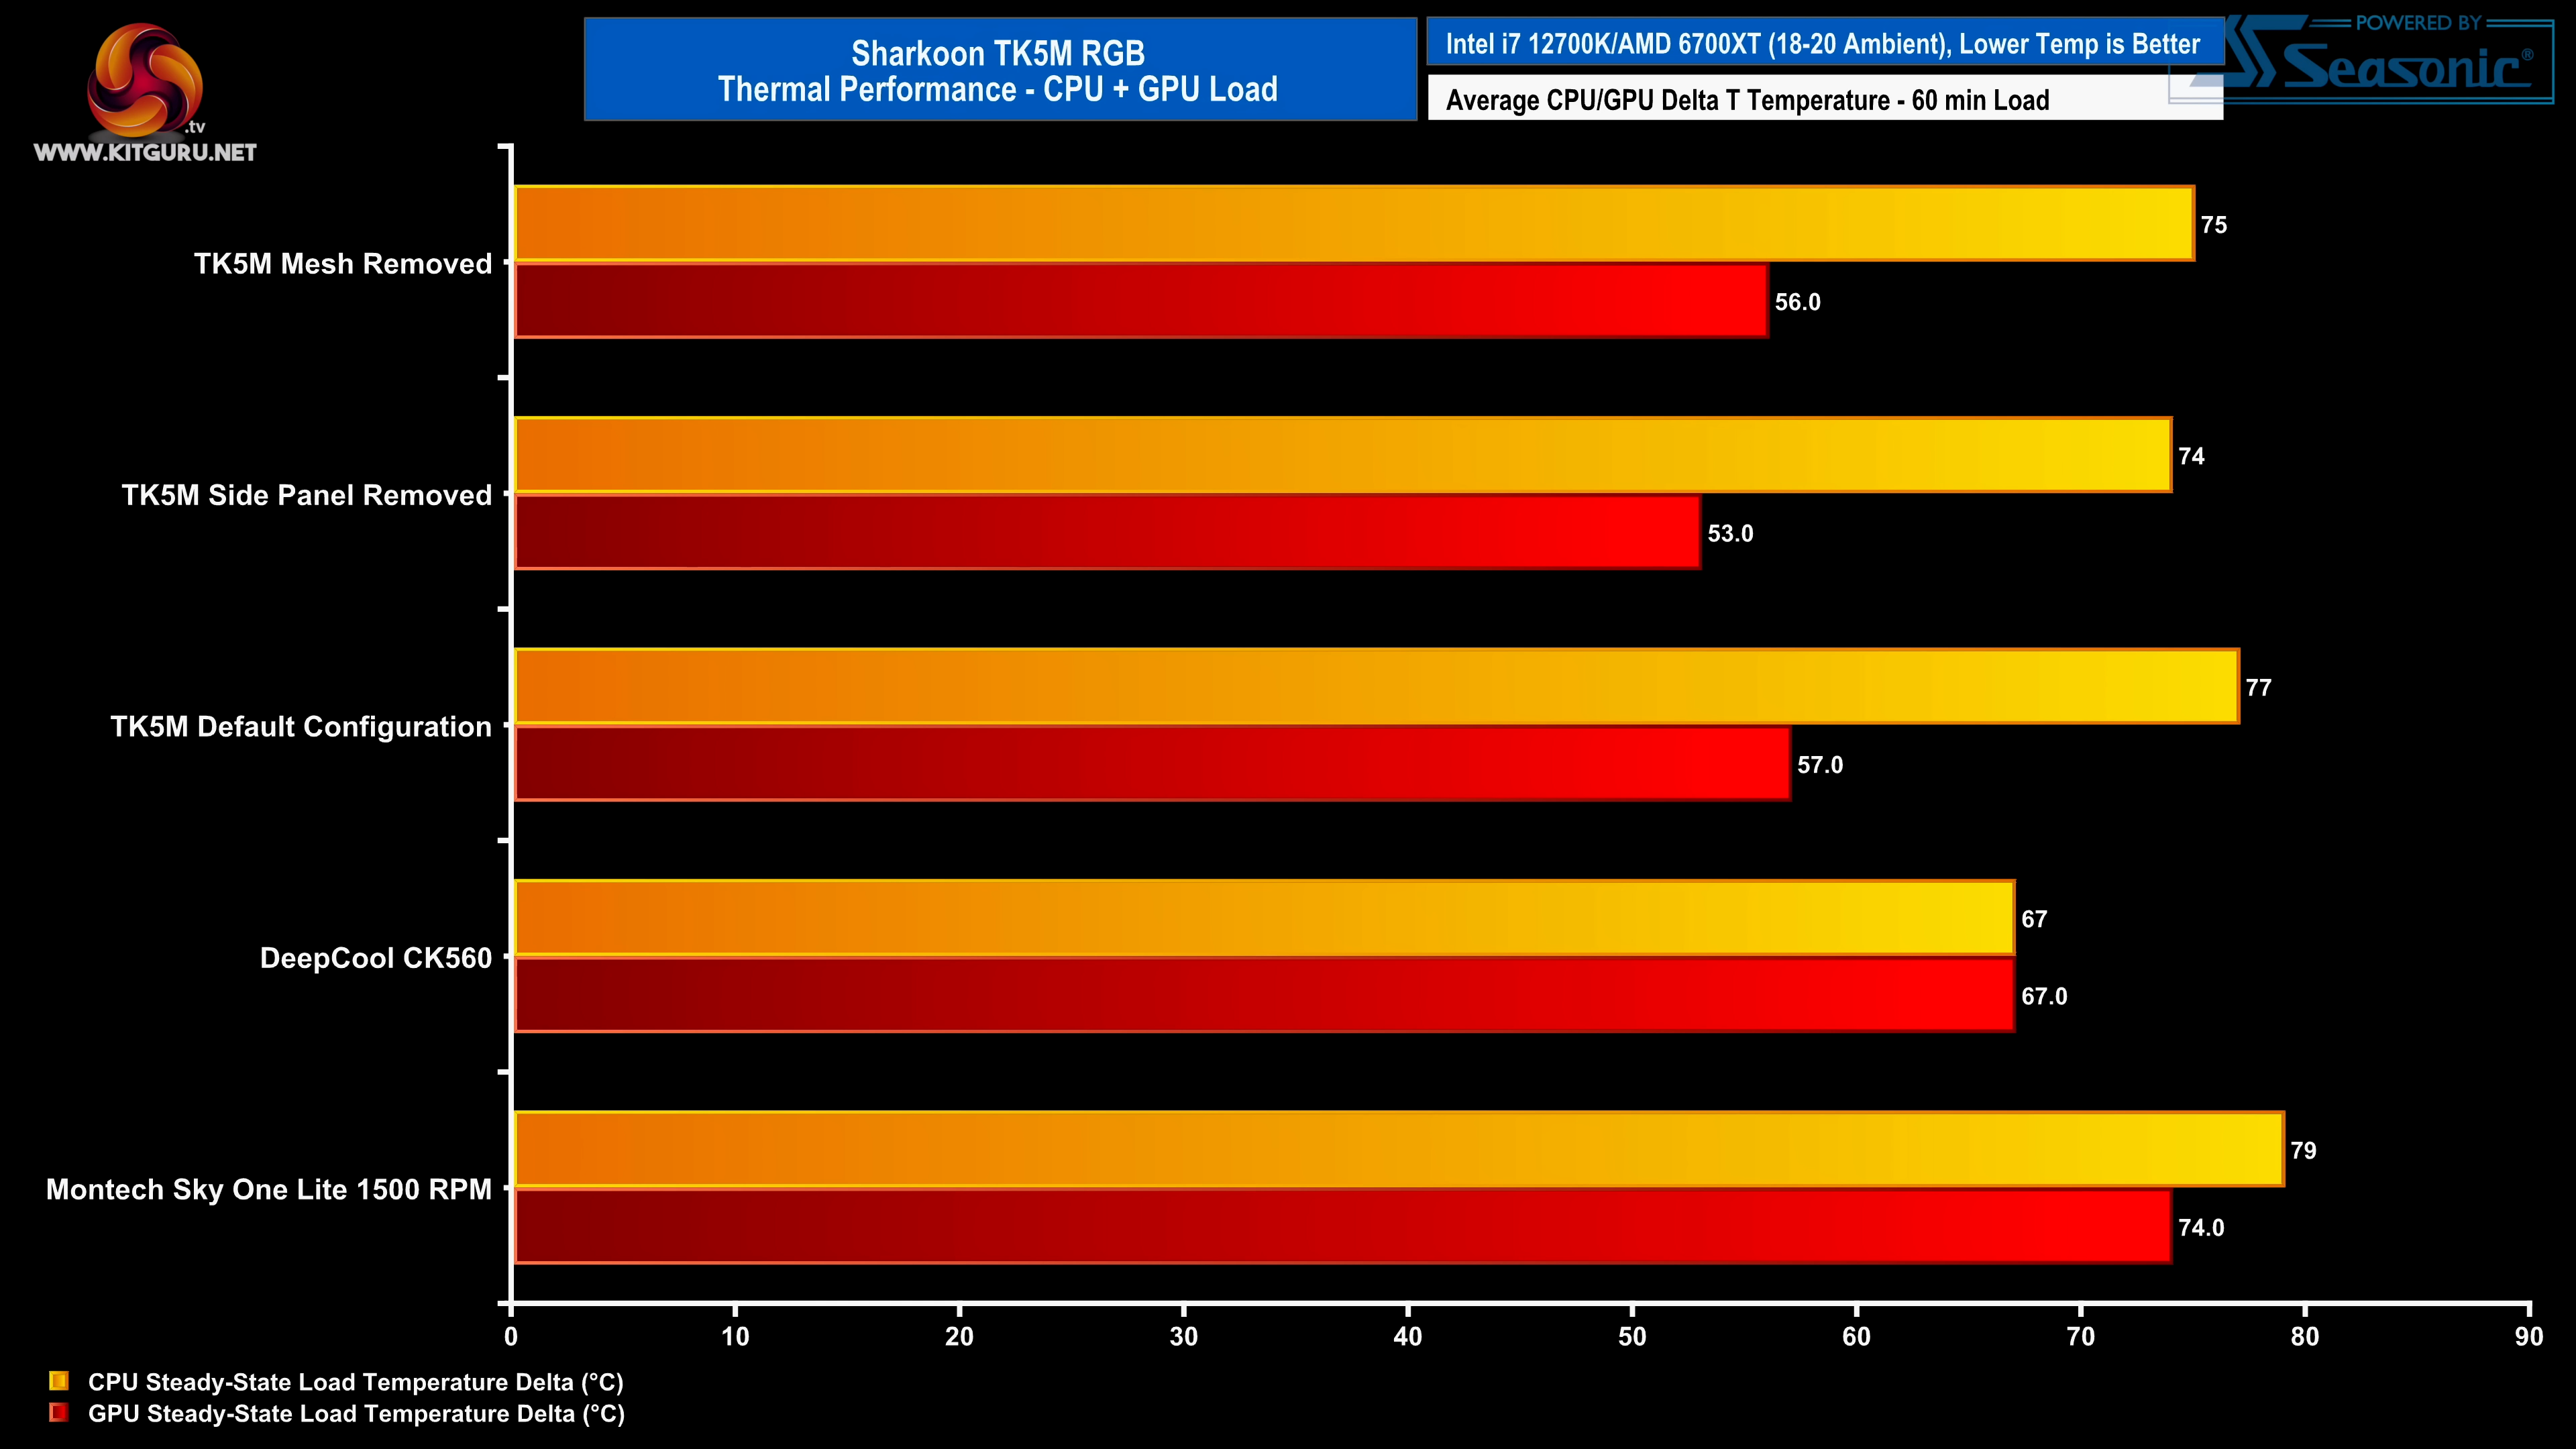 .tv
WWW.KITGURU.NET
Sharkoon TK5M RGB
Thermal Performance - CPU + GPU Load
Intel i7 12700K/AMD 6700XT (18-20 Ambient), Lower Temp is Better
Average CPU/GPU Delta T Temperature - 60 min Load
POWERED BY
Seasonic®
TK5M Mesh Removed
75
56.0
TK5M Side Panel Removed
74
53.0
TK5M Default Configuration
77
57.0
DeepCool CK560
67
67.0
Montech Sky One Lite 1500 RPM
79
74.0
0 10 20 30 40 50 60 70 80 90
CPU Steady-State Load Temperature Delta (°C)
GPU Steady-State Load Temperature Delta (°C)